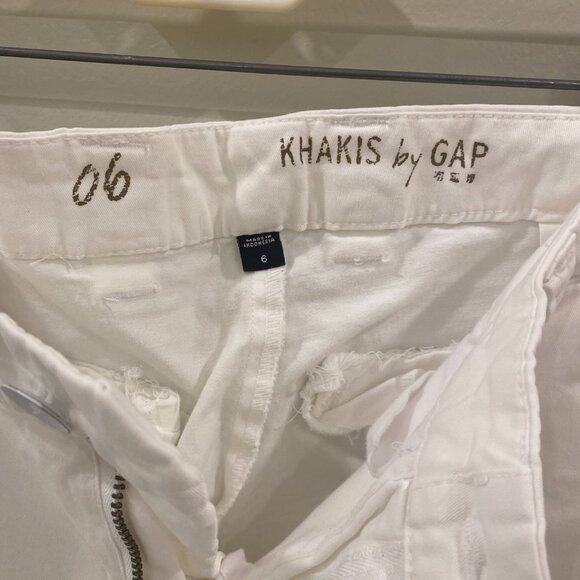 06
KHAKIS by GAP
MADE IN
INDONESIA
6